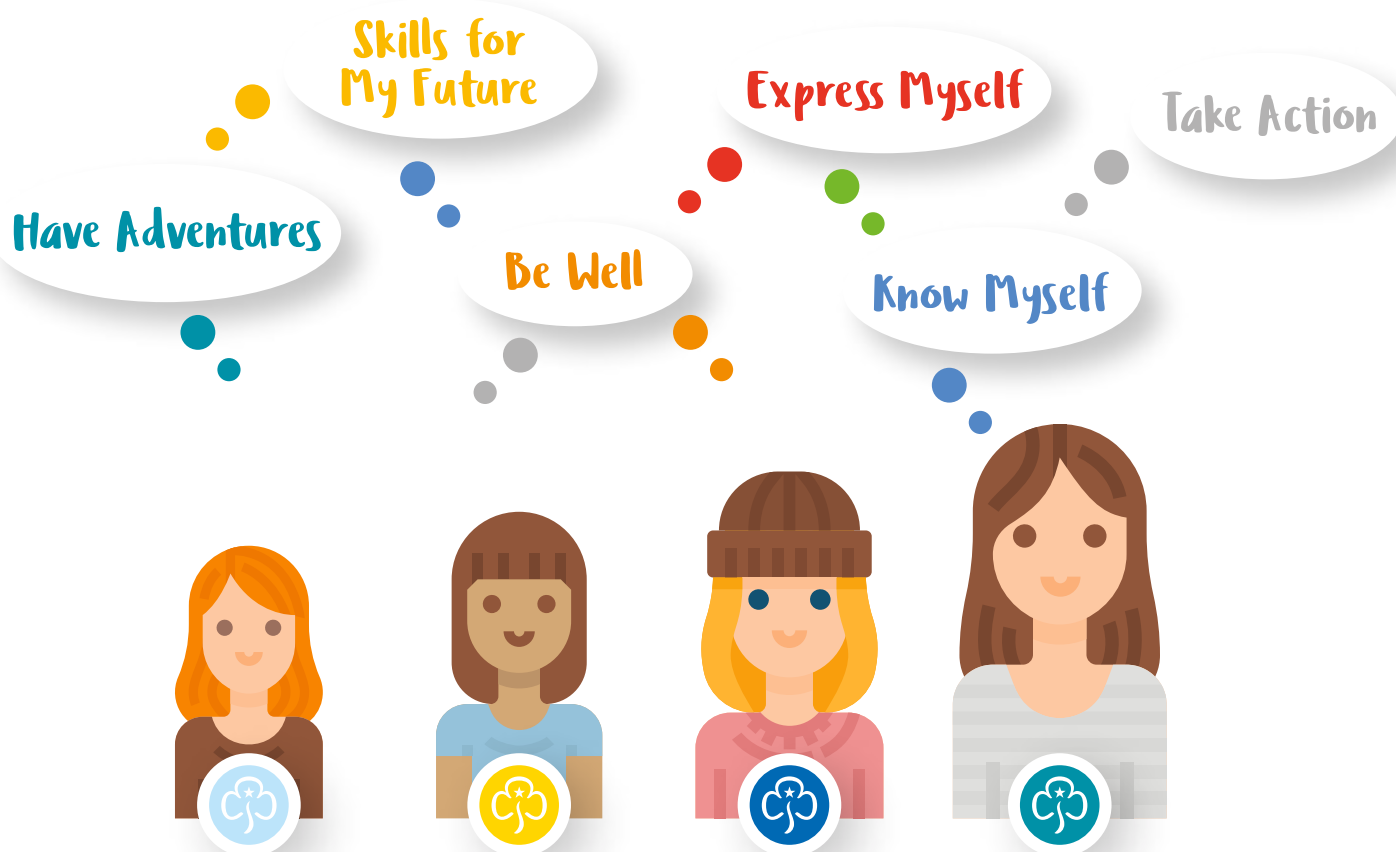 Skills for
My Future
Express Myself
Take Action
Have Adventures
Be Well
Know Myself